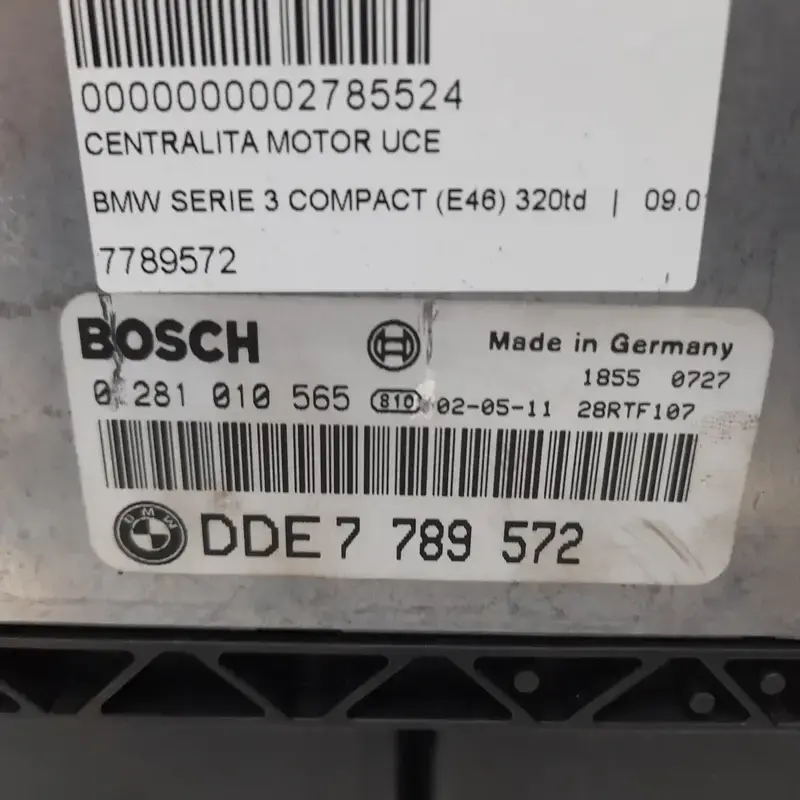 0000000002785524
CENTRALITA MOTOR UCE
BMW SERIE 3 COMPACT (E46) 320td | 09.0
7789572
BOSCH Made in Germany
1855 0727
0 281 010 565 810 02-05-11 28RTF107
BMW DDE 7 789 572